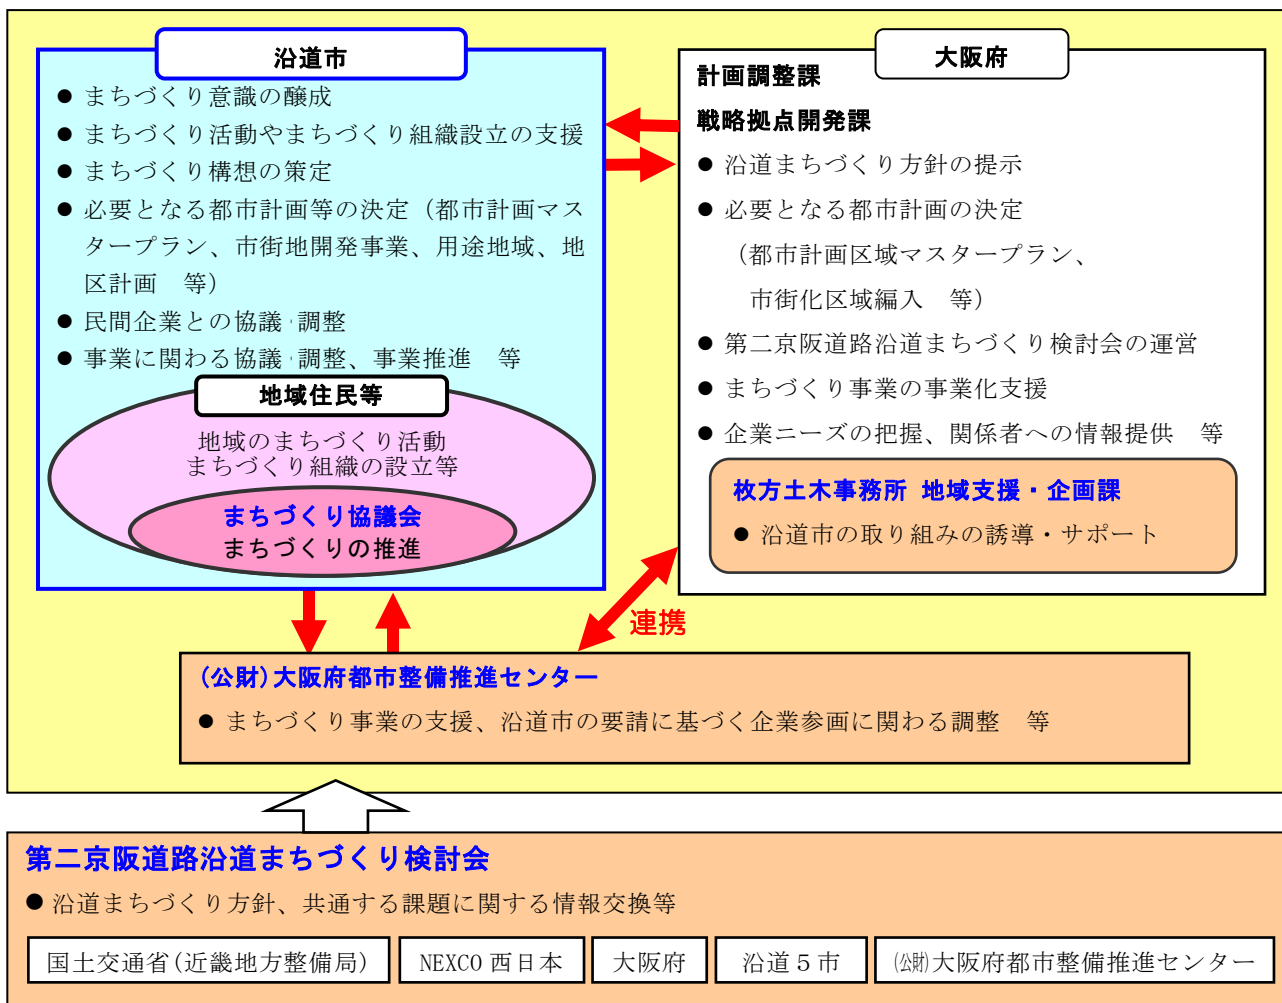 沿道市
● まちづくり意識の醸成
● まちづくり活動やまちづくり組織設立の支援
● まちづくり構想の策定
● 必要となる都市計画等の決定（都市計画マス
タープラン、市街地開発事業、用途地域、地
区計画　等）
● 民間企業との協議・調整
● 事業に関わる協議・調整、事業推進　等
地域住民等
地域のまちづくり活動
まちづくり組織の設立等
まちづくり協議会
まちづくりの推進
大阪府
計画調整課
戦略拠点開発課
● 沿道まちづくり方針の提示
● 必要となる都市計画の決定
（都市計画区域マスタープラン、
市街化区域編入　等）
● 第二京阪道路沿道まちづくり検討会の運営
● まちづくり事業の事業化支援
● 企業ニーズの把握、関係者への情報提供　等
枚方土木事務所 地域支援・企画課
● 沿道市の取り組みの誘導・サポート
連携
(公財)大阪府都市整備推進センター
● まちづくり事業の支援、沿道市の要請に基づく企業参画に関わる調整　等
第二京阪道路沿道まちづくり検討会
● 沿道まちづくり方針、共通する課題に関する情報交換等
国土交通省(近畿地方整備局)
NEXCO 西日本
大阪府
沿道５市
(公財)大阪府都市整備推進センター